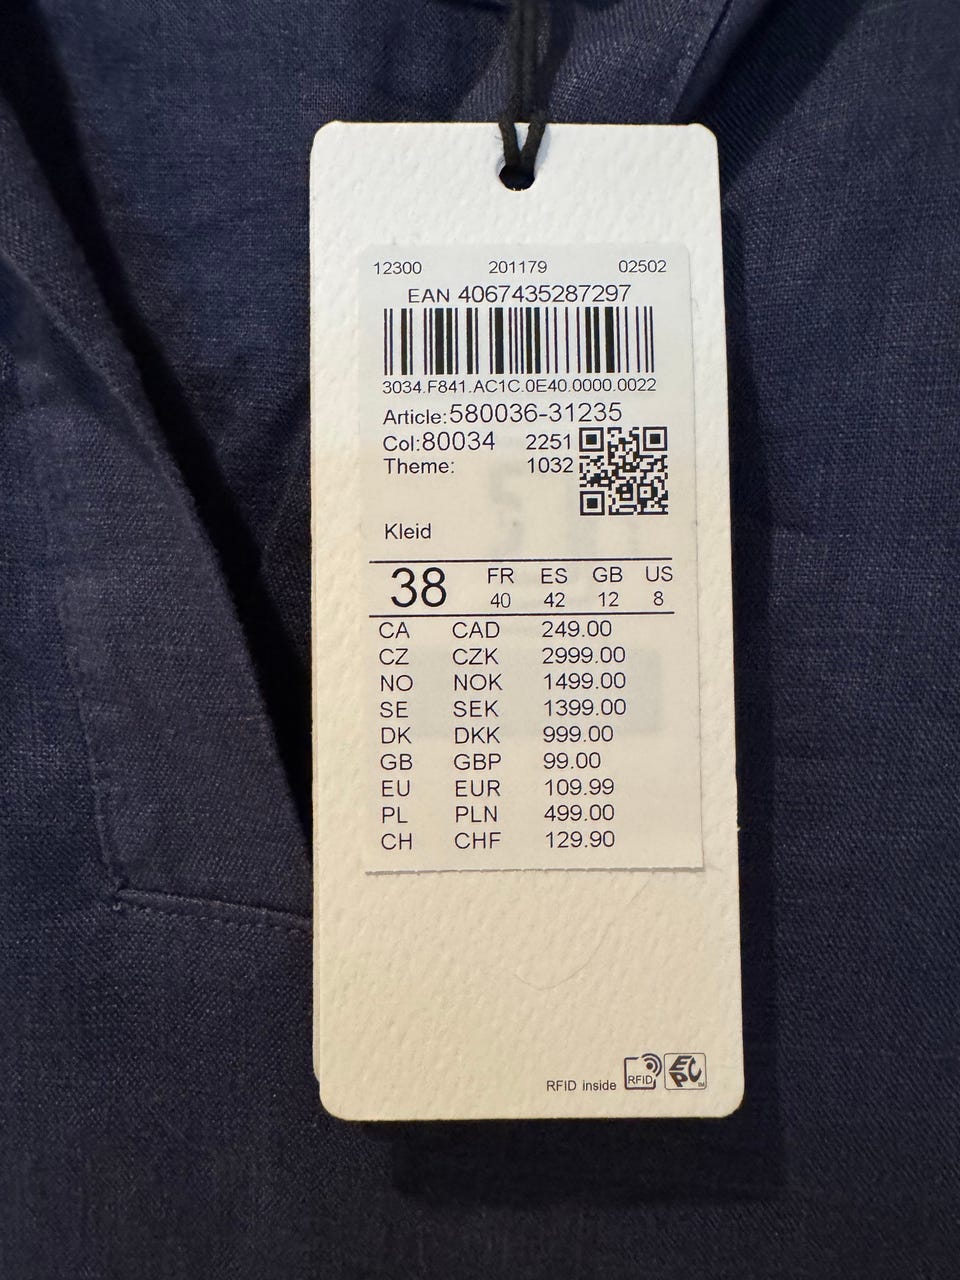 12300 201179 02502
EAN 4067435287297
3034.F841.AC1C.0E40.0000.0022
Article:580036-31235
Col:80034 2251
Theme: 1032
Kleid
38 FR ES GB US
40 42 12 8
CA CAD 249.00
CZ CZK 2999.00
NO NOK 1499.00
SE SEK 1399.00
DK DKK 999.00
GB GBP 99.00
EU EUR 109.99
PL PLN 499.00
CH CHF 129.90
RFID inside RFID EPC